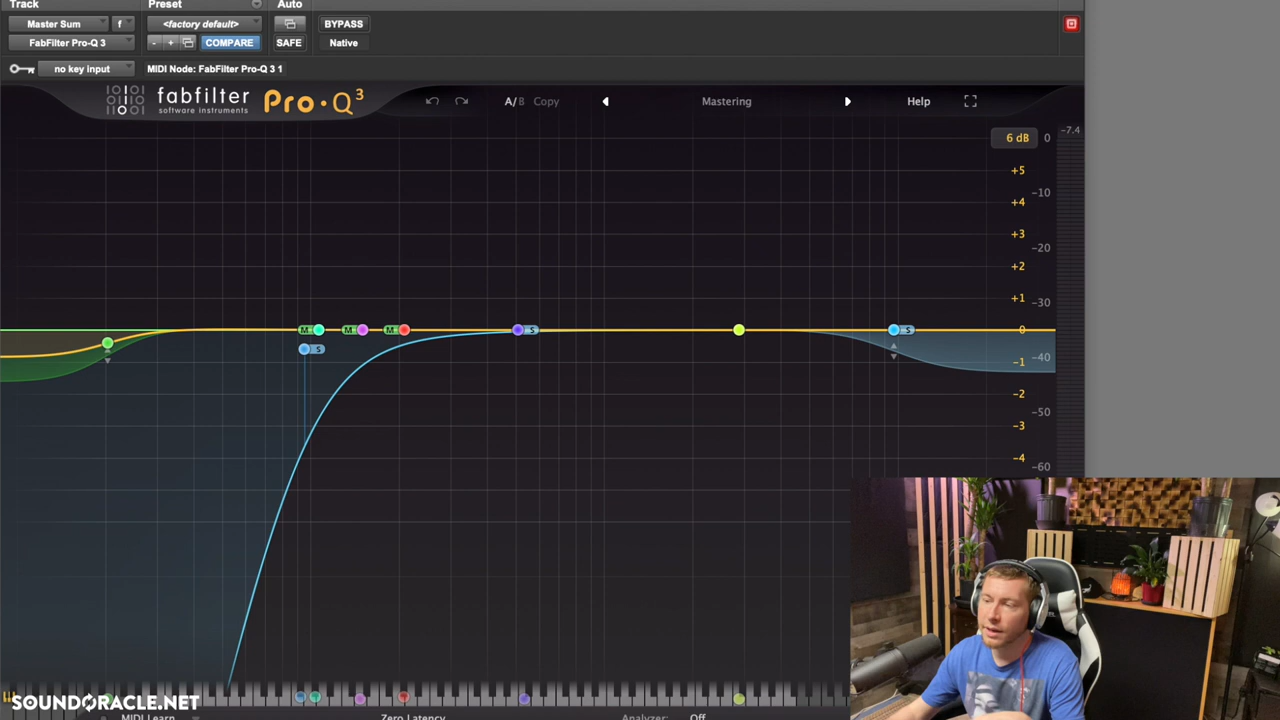 Track Preset Auto
Master Sum f <factory default> BYPASS
FabFilter Pro-Q 3 - + COMPARE SAFE Native
no key input MIDI Node: FabFilter Pro-Q 3 1
fabfilter
software instruments
Pro·Q3
A/B Copy Mastering Help
6 dB 0 -7.4
+5
-10
+4
+3
-20
+2
+1 -30
M M M S 0
S
-1 -40
-2
-50
-3
-4
-60
SOUNDORACLE.NET
MIDI Learn Zero Latency Analyzer: Off